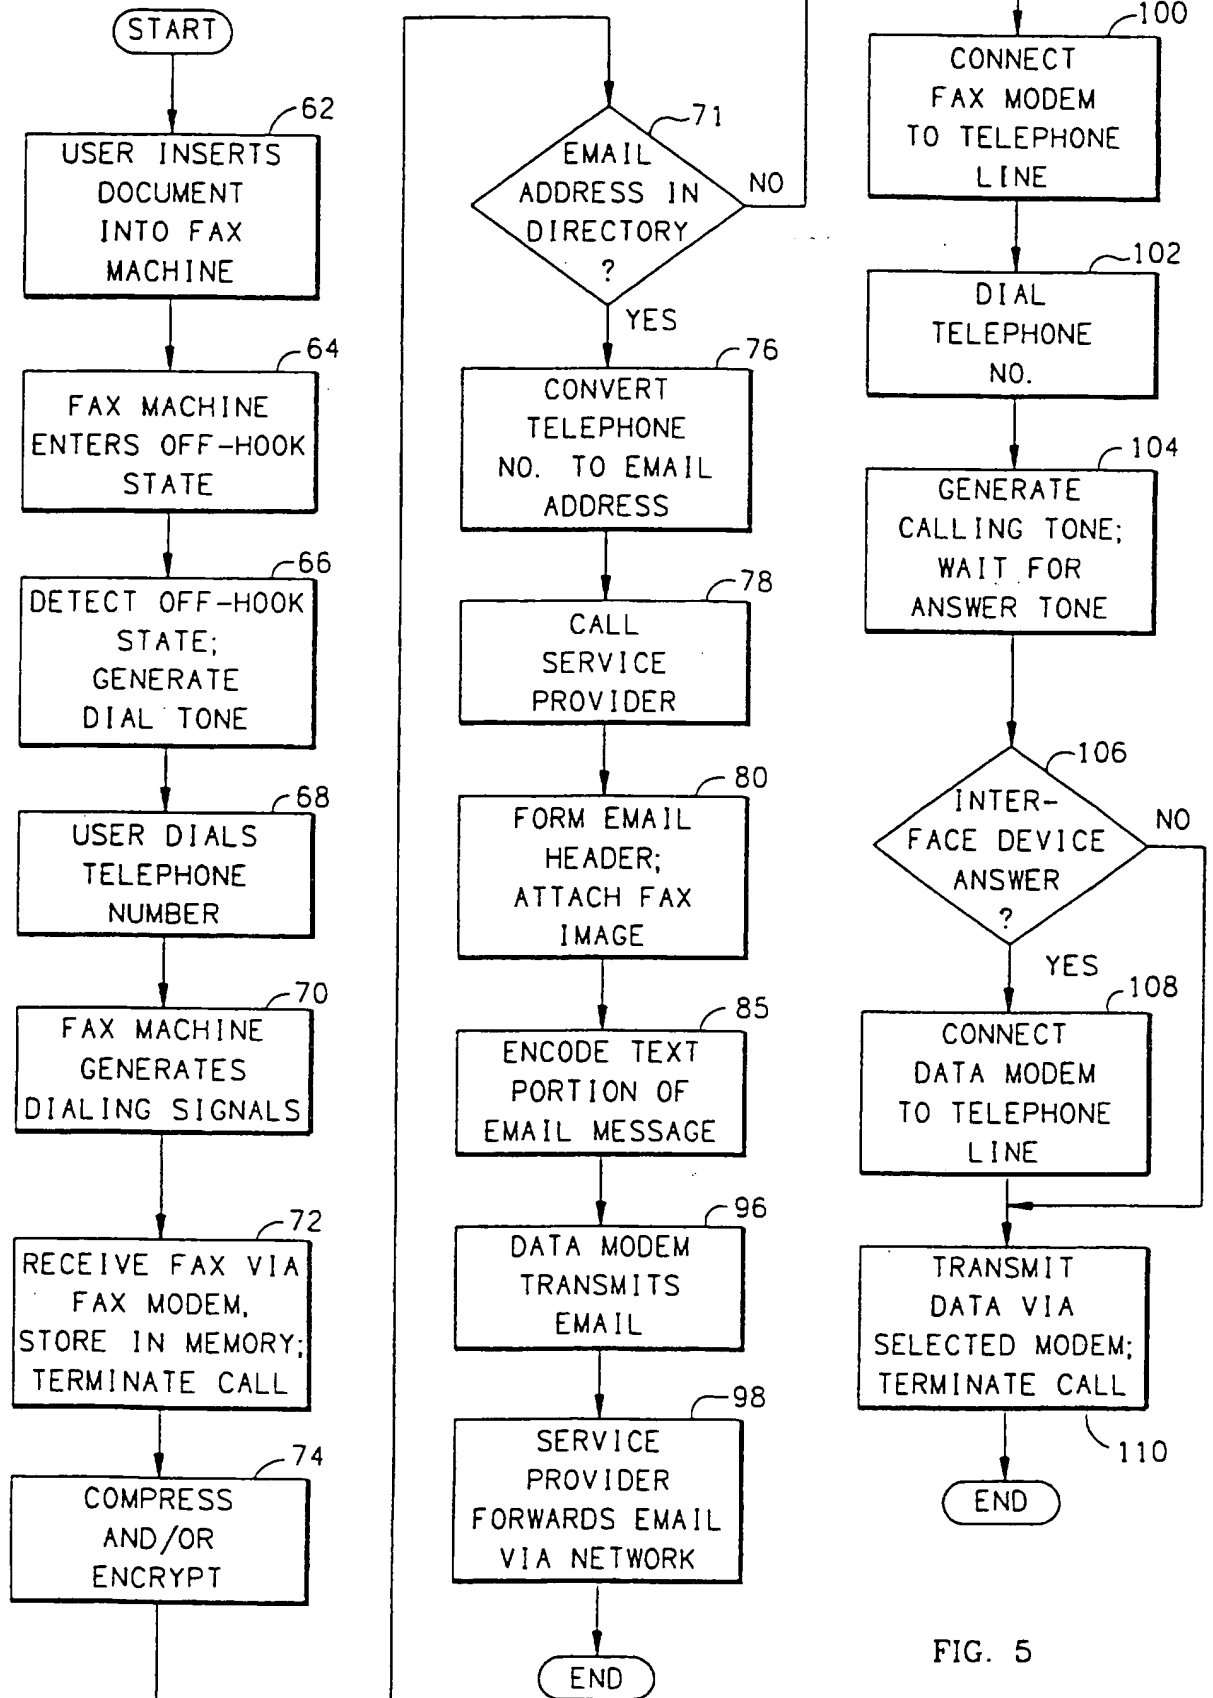 START
62
USER INSERTS
DOCUMENT
INTO FAX
MACHINE
64
FAX MACHINE
ENTERS OFF-HOOK
STATE
66
DETECT OFF-HOOK
STATE;
GENERATE
DIAL TONE
68
USER DIALS
TELEPHONE
NUMBER
70
FAX MACHINE
GENERATES
DIALING SIGNALS
72
RECEIVE FAX VIA
FAX MODEM,
STORE IN MEMORY;
TERMINATE CALL
74
COMPRESS
AND/OR
ENCRYPT
71
EMAIL
ADDRESS IN
DIRECTORY
?
NO
YES
76
CONVERT
TELEPHONE
NO. TO EMAIL
ADDRESS
78
CALL
SERVICE
PROVIDER
80
FORM EMAIL
HEADER;
ATTACH FAX
IMAGE
85
ENCODE TEXT
PORTION OF
EMAIL MESSAGE
96
DATA MODEM
TRANSMITS
EMAIL
98
SERVICE
PROVIDER
FORWARDS EMAIL
VIA NETWORK
END
100
CONNECT
FAX MODEM
TO TELEPHONE
LINE
102
DIAL
TELEPHONE
NO.
104
GENERATE
CALLING TONE;
WAIT FOR
ANSWER TONE
106
INTER-
FACE DEVICE
ANSWER
?
NO
YES
108
CONNECT
DATA MODEM
TO TELEPHONE
LINE
TRANSMIT
DATA VIA
SELECTED MODEM;
TERMINATE CALL
110
END
FIG. 5